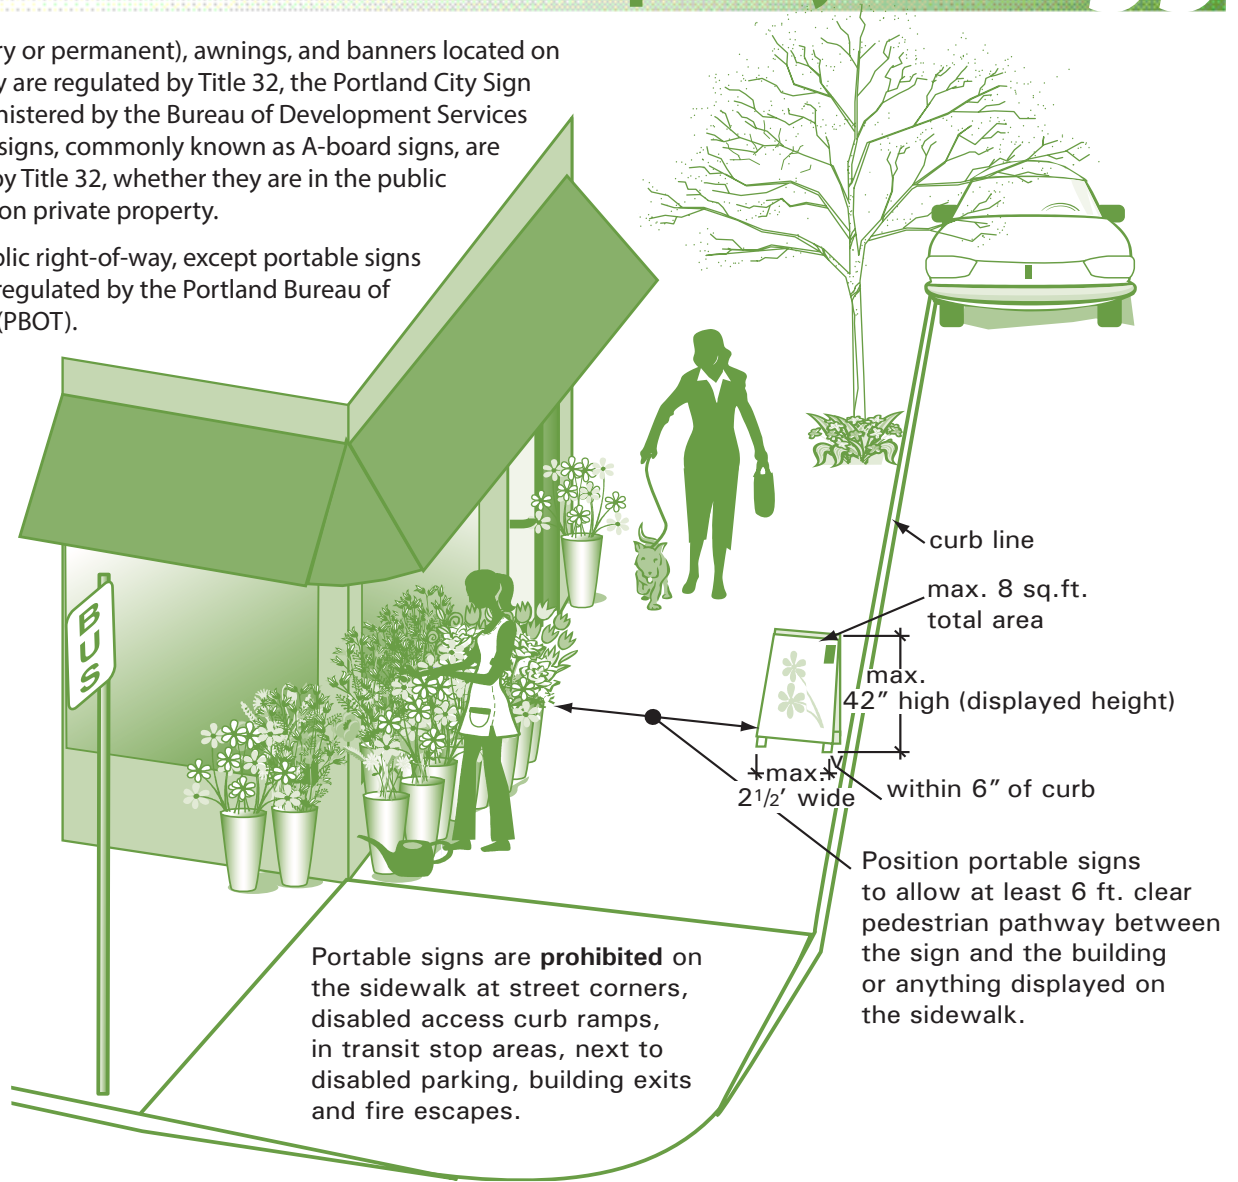 ry or permanent), awnings, and banners located on
y are regulated by Title 32, the Portland City Sign
nistered by the Bureau of Development Services
signs, commonly known as A-board signs, are
by Title 32, whether they are in the public
on private property.
blic right-of-way, except portable signs
regulated by the Portland Bureau of
(PBOT).
BUS
curb line
max. 8 sq.ft.
total area
max.
42” high (displayed height)
max.
2 1/2’ wide
within 6” of curb
Position portable signs
to allow at least 6 ft. clear
pedestrian pathway between
the sign and the building
or anything displayed on
the sidewalk.
Portable signs are prohibited on
the sidewalk at street corners,
disabled access curb ramps,
in transit stop areas, next to
disabled parking, building exits
and fire escapes.